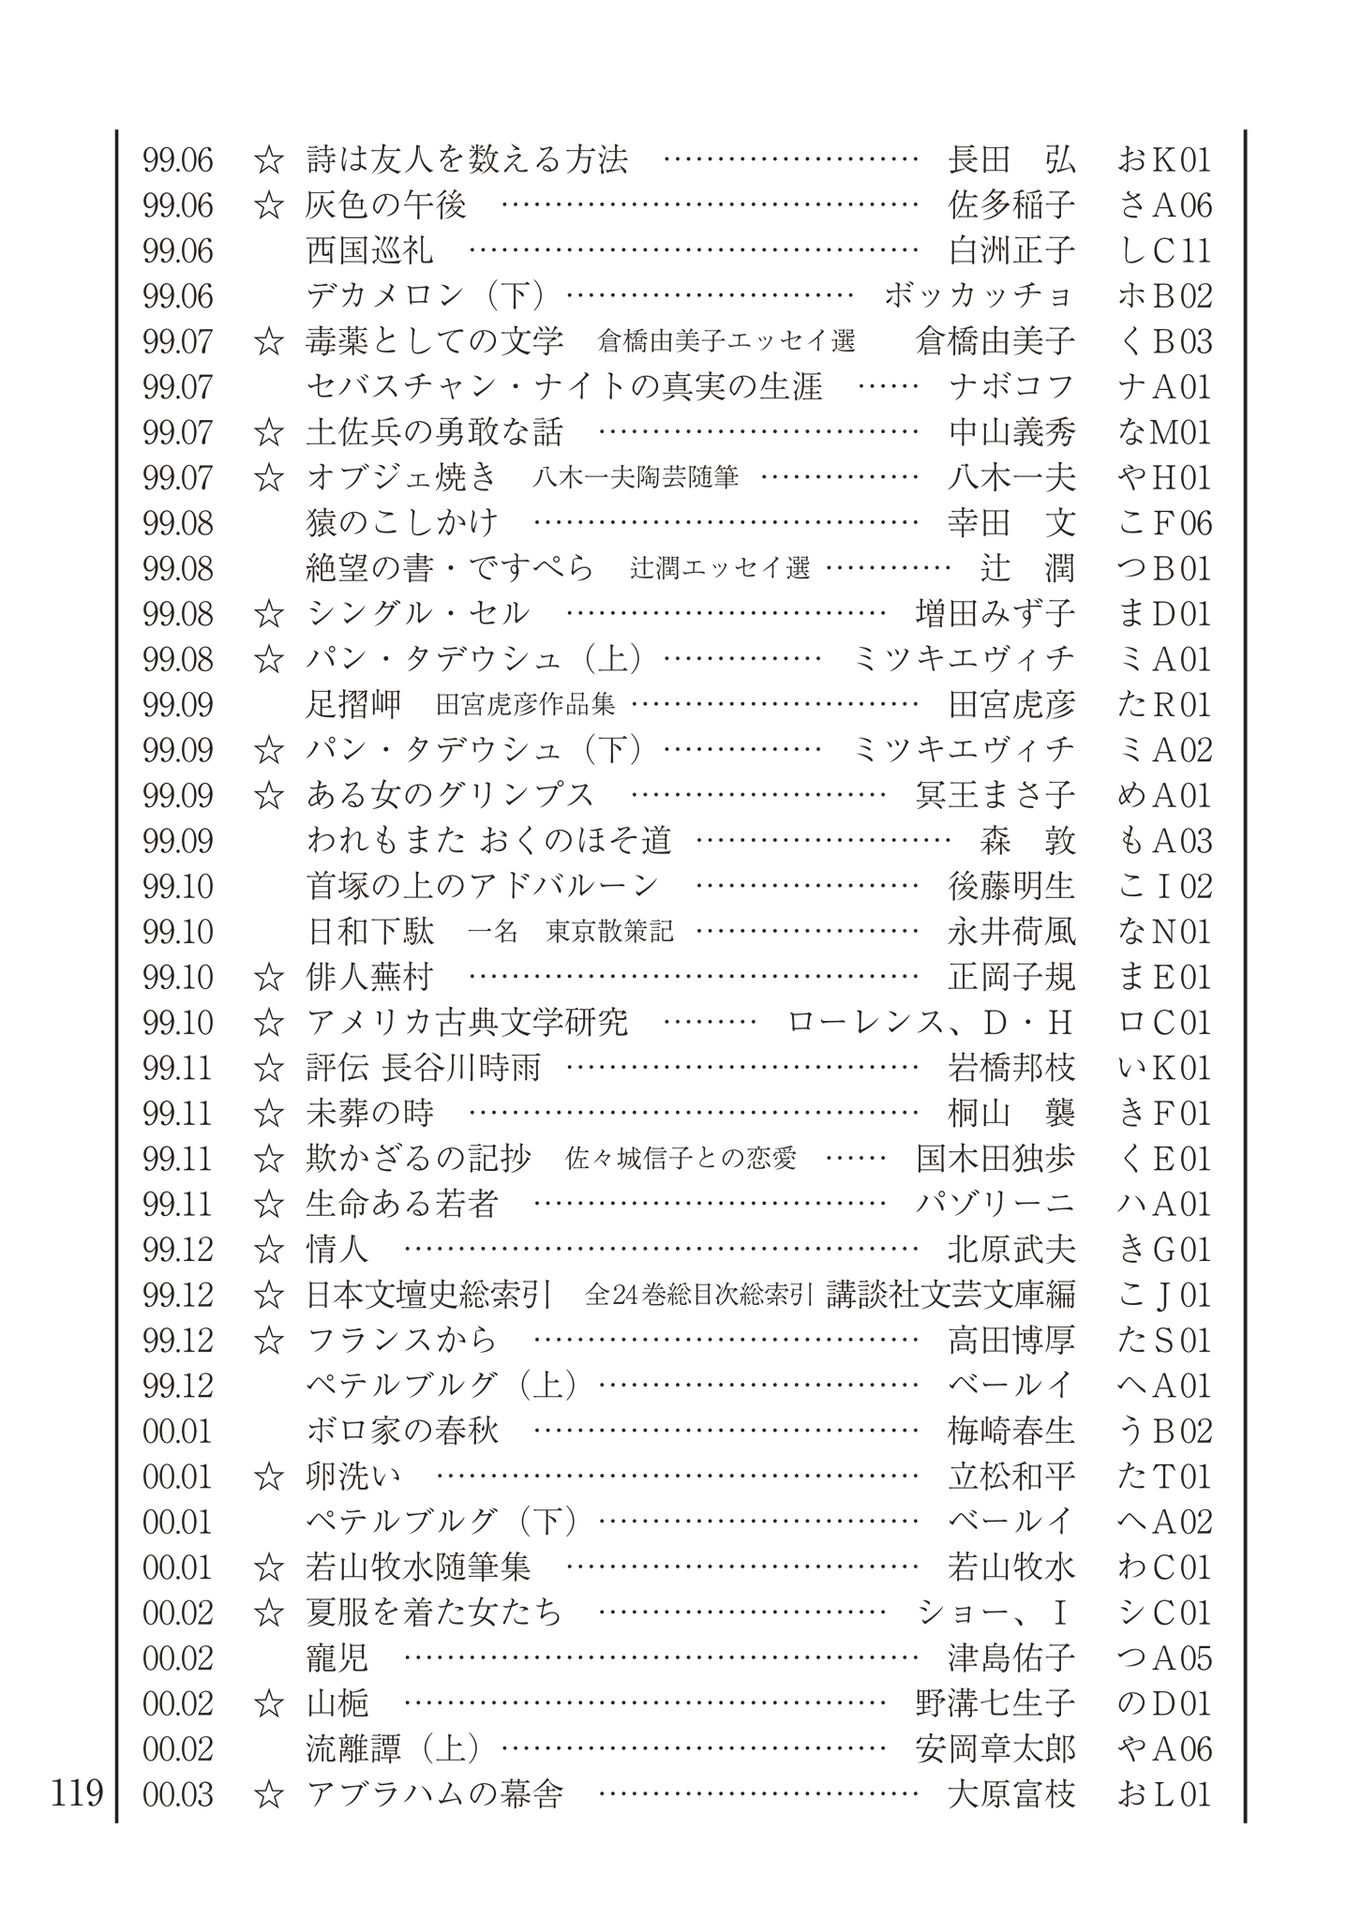 99.06 ☆ 詩は友人を数える方法 …………………… 長田　弘 おK01
99.06 ☆ 灰色の午後 ………………………………… 佐多稲子 さA06
99.06 西国巡礼 …………………………………… 白洲正子 しC11
99.06 デカメロン（下）……………………… ボッカッチョ ホB02
99.07 ☆ 毒薬としての文学　倉橋由美子エッセイ選 倉橋由美子 くB03
99.07 セバスチャン・ナイトの真実の生涯 …… ナボコフ ナA01
99.07 ☆ 土佐兵の勇敢な話 ………………………… 中山義秀 なM01
99.07 ☆ オブジェ焼き　八木一夫陶芸随筆 …………… 八木一夫 やH01
99.08 猿のこしかけ ……………………………… 幸田　文 こF06
99.08 絶望の書・ですぺら　辻潤エッセイ選 ………… 辻　潤 つB01
99.08 ☆ シングル・セル ………………………… 増田みず子 まD01
99.08 ☆ パン・タデウシュ（上）…………… ミツキエヴィチ ミA01
99.09 足摺岬　田宮虎彦作品集 ……………………… 田宮虎彦 たR01
99.09 ☆ パン・タデウシュ（下）…………… ミツキエヴィチ ミA02
99.09 ☆ ある女のグリンプス …………………… 冥王まさ子 めA01
99.09 われもまた おくのほそ道 …………………… 森　敦 もA03
99.10 首塚の上のアドバルーン ………………… 後藤明生 こI02
99.10 日和下駄　一名　東京散策記 ………………… 永井荷風 なN01
99.10 ☆ 俳人蕪村 …………………………………… 正岡子規 まE01
99.10 ☆ アメリカ古典文学研究 ……… ローレンス、D・H ロC01
99.11 ☆ 評伝 長谷川時雨 …………………………… 岩橋邦枝 いK01
99.11 ☆ 未葬の時 …………………………………… 桐山　襲 きF01
99.11 ☆ 欺かざるの記抄　佐々城信子との恋愛 …… 国木田独歩 くE01
99.11 ☆ 生命ある若者 …………………………… パゾリーニ ハA01
99.12 ☆ 情人 ………………………………………… 北原武夫 きG01
99.12 ☆ 日本文壇史総索引　全24巻総目次総索引 講談社文芸文庫編 こJ01
99.12 ☆ フランスから ……………………………… 高田博厚 たS01
99.12 ペテルブルグ（上）………………………… ベールイ ヘA01
00.01 ボロ家の春秋 ……………………………… 梅崎春生 うB02
00.01 ☆ 卵洗い ……………………………………… 立松和平 たT01
00.01 ペテルブルグ（下）………………………… ベールイ ヘA02
00.01 ☆ 若山牧水随筆集 …………………………… 若山牧水 わC01
00.02 ☆ 夏服を着た女たち ……………………… ショー、I シC01
00.02 寵児 ………………………………………… 津島佑子 つA05
00.02 ☆ 山梔 ……………………………………… 野溝七生子 のD01
00.02 流離譚（上）……………………………… 安岡章太郎 やA06
119 00.03 ☆ アブラハムの幕舎 ………………………… 大原富枝 おL01